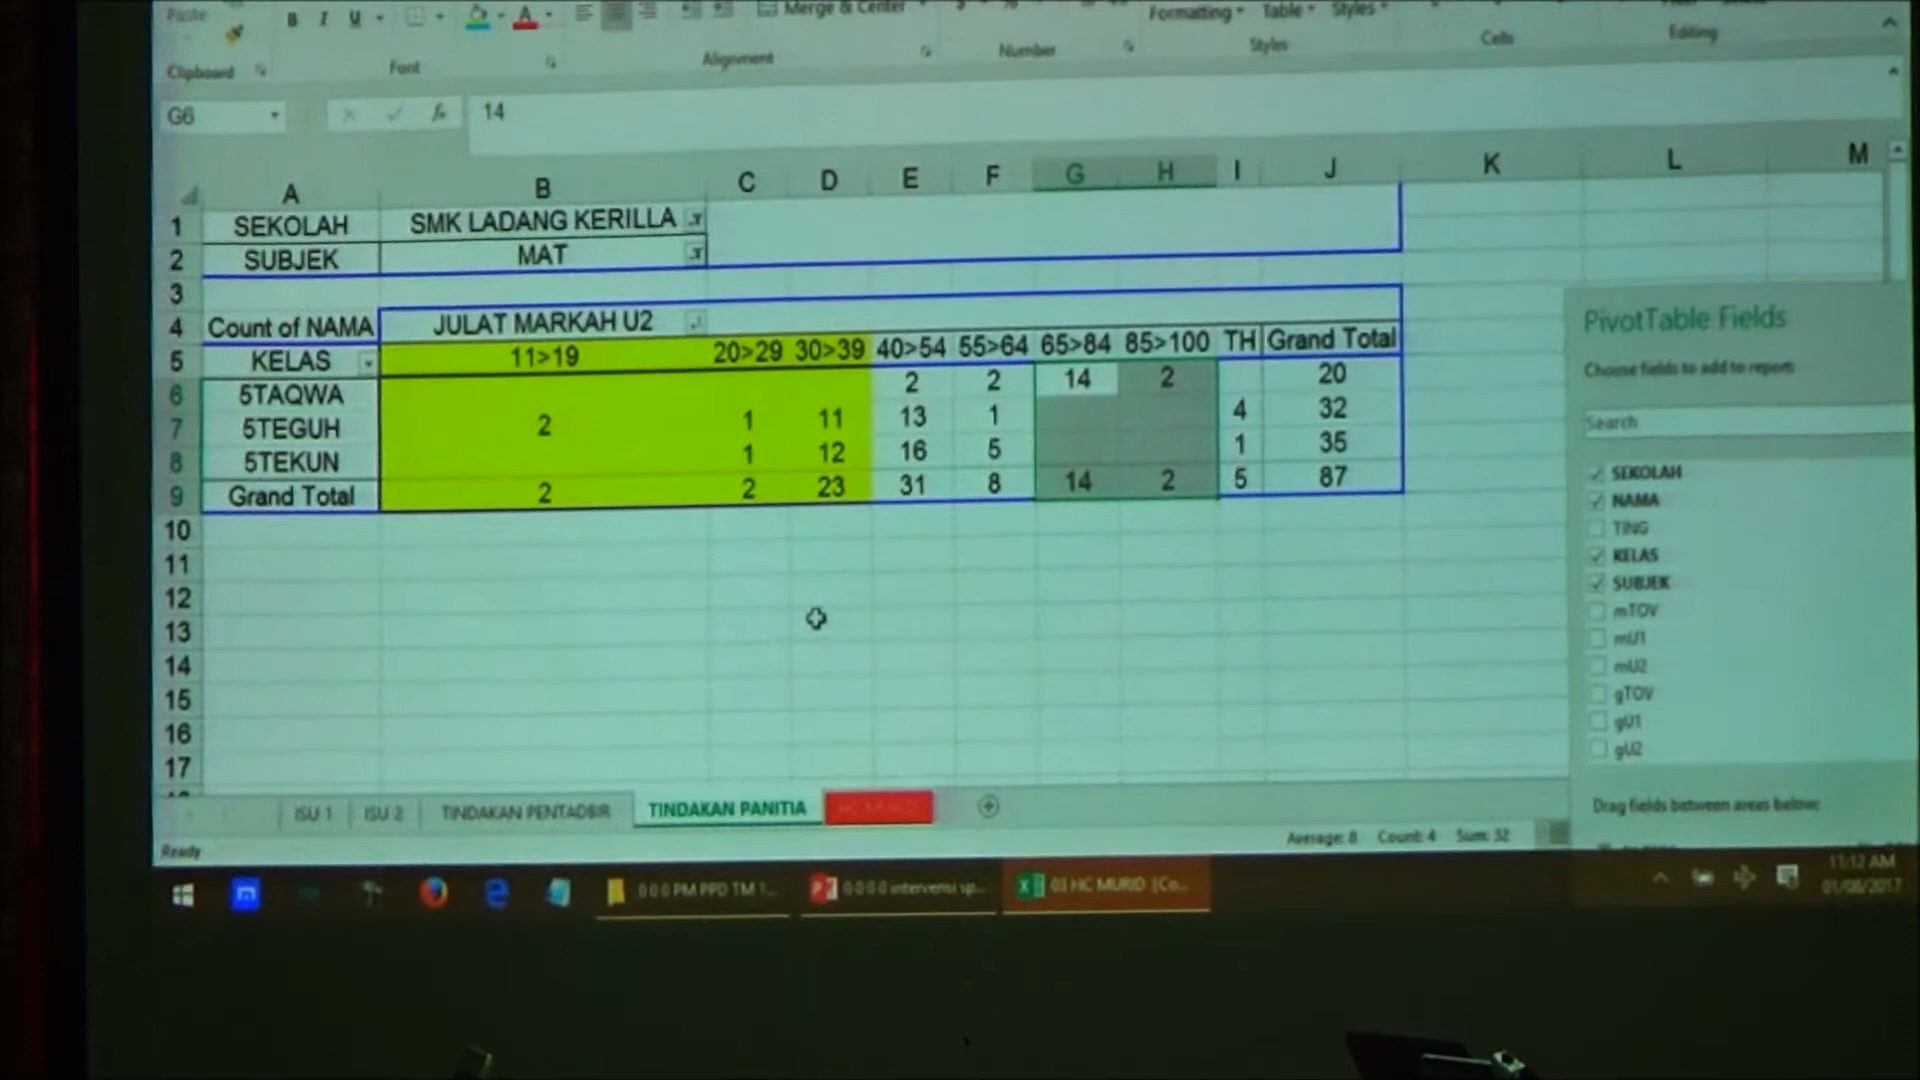 Paste
B I U A Merge & Center Formatting Table Styles
Clipboard Font Alignment Number Styles Cells Editing
G6 fx 14
A B C D E F G H I J K L M
1 SEKOLAH SMK LADANG KERILLA
2 SUBJEK MAT
3
4 Count of NAMA JULAT MARKAH U2
5 KELAS 11>19 20>29 30>39 40>54 55>64 65>84 85>100 TH Grand Total
6 5TAQWA 2 2 14 2 20
7 5TEGUH 2 1 11 13 1 4 32
8 5TEKUN 1 12 16 5 1 35
9 Grand Total 2 2 23 31 8 14 2 5 87
10
11
12
13
14
15
16
17
PivotTable Fields
Choose fields to add to report:
Search
SEKOLAH
NAMA
TING
KELAS
SUBJEK
mTOV
mU1
mU2
gTOV
gU1
gU2
Drag fields between areas below:
ISU 1 ISU 2 TINDAKAN PENTADBIR TINDAKAN PANITIA
Ready Average: 8 Count: 4 Sum: 32
0 0 0 PM PPD TM 1... 0 0 0 0 intervensi sp... 03 HC MURID [Co...
11:12 AM
01/08/2017